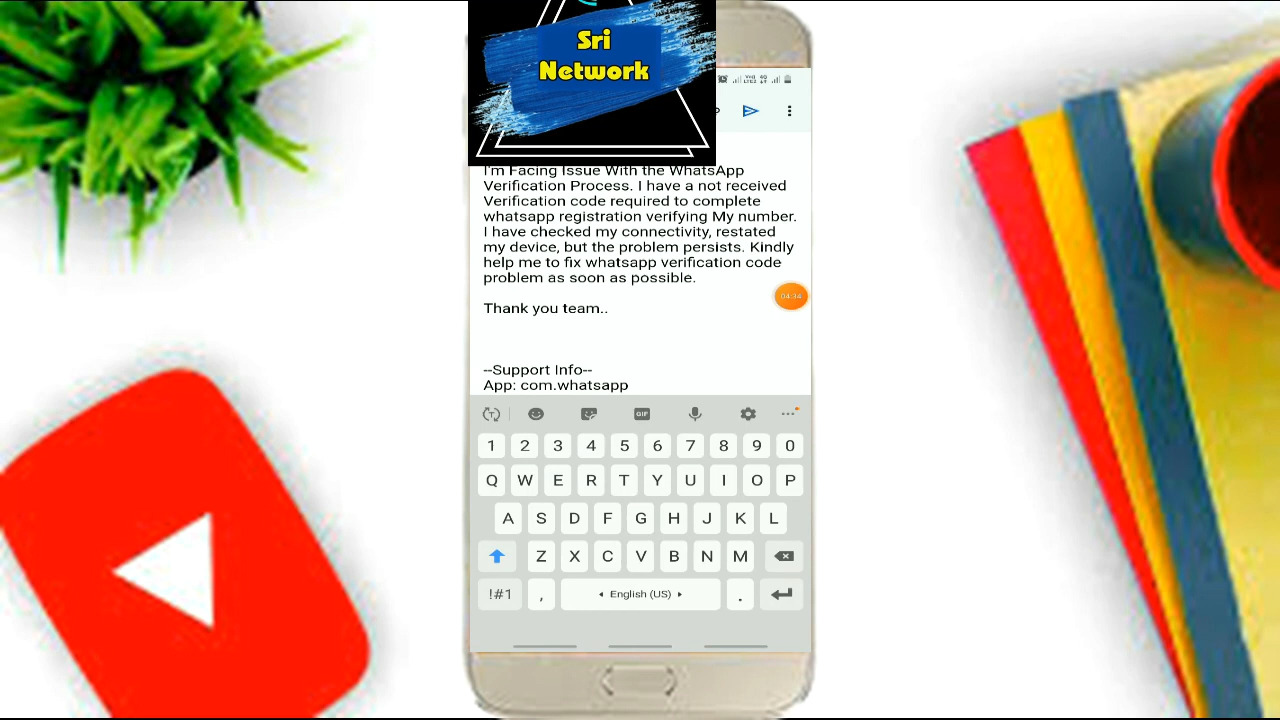 Sri
Network
I'm Facing Issue With the WhatsApp
Verification Process. I have a not received
Verification code required to complete
whatsapp registration verifying My number.
I have checked my connectivity, restated
my device, but the problem persists. Kindly
help me to fix whatsapp verification code
problem as soon as possible.
04:34
Thank you team..
--Support Info--
App: com.whatsapp
GIF
1 2 3 4 5 6 7 8 9 0
Q W E R T Y U I O P
A S D F G H J K L
Z X C V B N M
!#1 , English (US) .